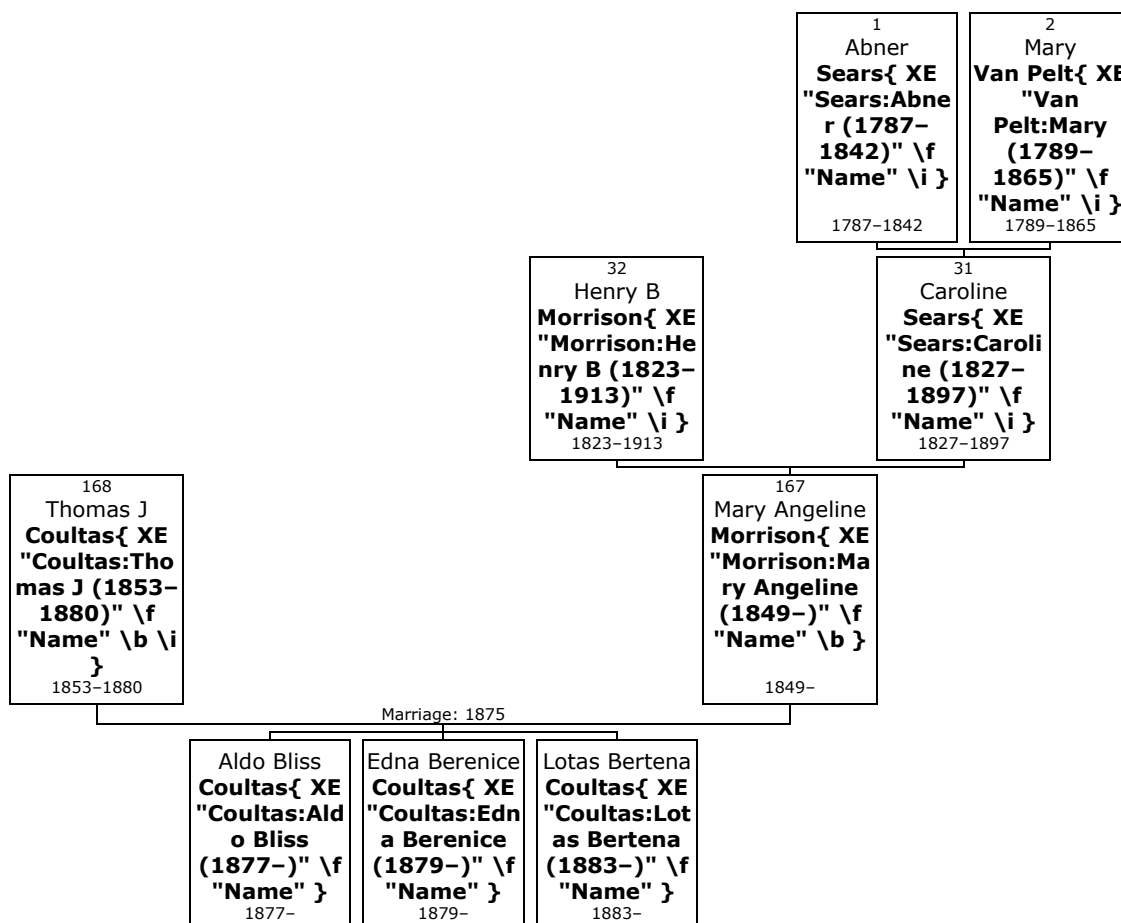 1
Abner
Sears{ XE
"Sears:Abne
r (1787–
1842)" \f
"Name" \i }
1787–1842
2
Mary
Van Pelt{ XE
"Van
Pelt:Mary
(1789–
1865)" \f
"Name" \i }
1789–1865
32
Henry B
Morrison{ XE
"Morrison:He
nry B (1823–
1913)" \f
"Name" \i }
1823–1913
31
Caroline
Sears{ XE
"Sears:Caroli
ne (1827–
1897)" \f
"Name" \i }
1827–1897
168
Thomas J
Coultas{ XE
"Coultas:Tho
mas J (1853–
1880)" \f
"Name" \b \i
}
1853–1880
167
Mary Angeline
Morrison{ XE
"Morrison:Ma
ry Angeline
(1849–)" \f
"Name" \b }
1849–
Marriage: 1875
Aldo Bliss
Coultas{ XE
"Coultas:Ald
o Bliss
(1877–)" \f
"Name" }
1877–
Edna Berenice
Coultas{ XE
"Coultas:Edn
a Berenice
(1879–)" \f
"Name" }
1879–
Lotas Bertena
Coultas{ XE
"Coultas:Lot
as Bertena
(1883–)" \f
"Name" }
1883–